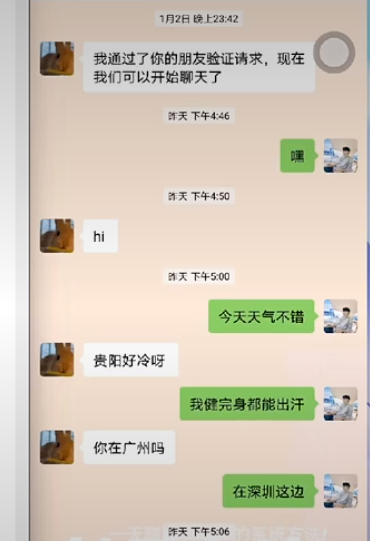 1月2日 晚上23:42
我通过了你的朋友验证请求，现在
我们可以开始聊天了
昨天 下午4:46
嘿
昨天 下午4:50
hi
昨天 下午5:00
今天天气不错
贵阳好冷呀
我健完身都能出汗
你在广州吗
在深圳这边
昨天 下午5:06